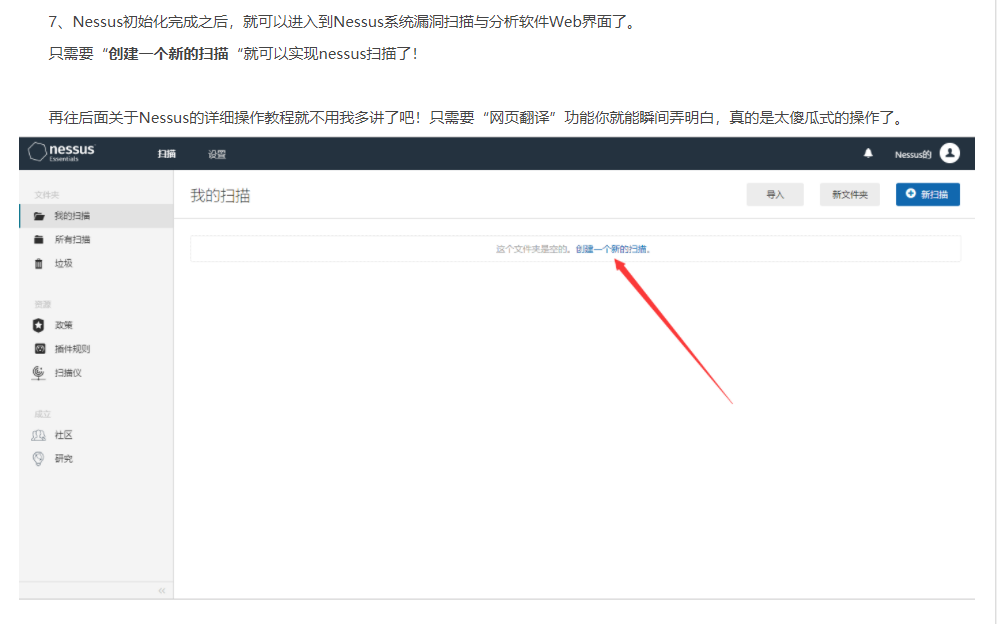 7、Nessus初始化完成之后，就可以进入到Nessus系统漏洞扫描与分析软件Web界面了。
只需要“创建一个新的扫描“就可以实现nessus扫描了！
再往后面关于Nessus的详细操作教程就不用我多讲了吧！只需要“网页翻译”功能你就能瞬间弄明白，真的是太傻瓜式的操作了。
nessus
Essentials
扫描
设置
Nessus的
文件夹
我的扫描
所有扫描
垃圾
资源
政策
插件规则
扫描仪
成立
社区
研究
我的扫描
导入
新文件夹
新扫描
这个文件夹是空的。创建一个新的扫描。